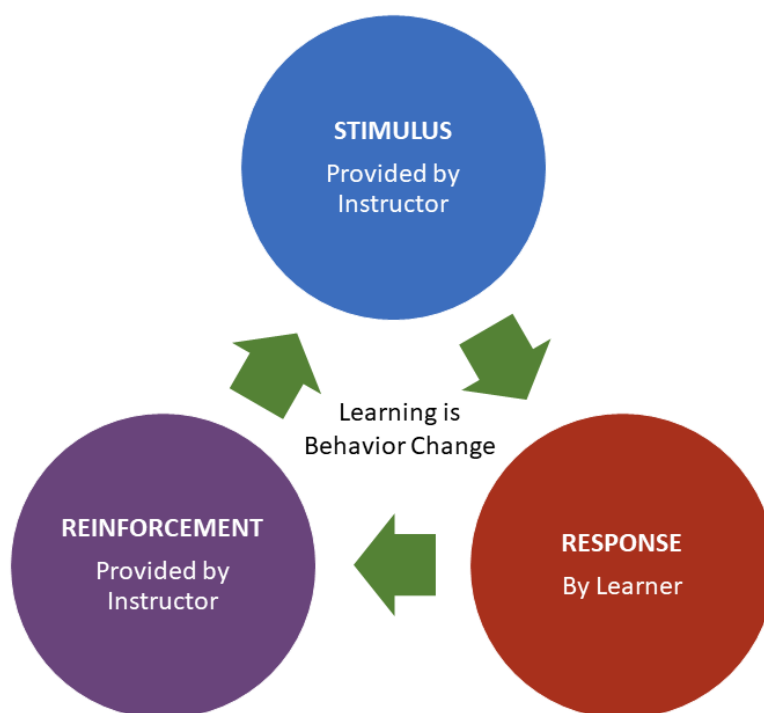 STIMULUS
Provided by
Instructor
Learning is
Behavior Change
REINFORCEMENT
Provided by
Instructor
RESPONSE
By Learner